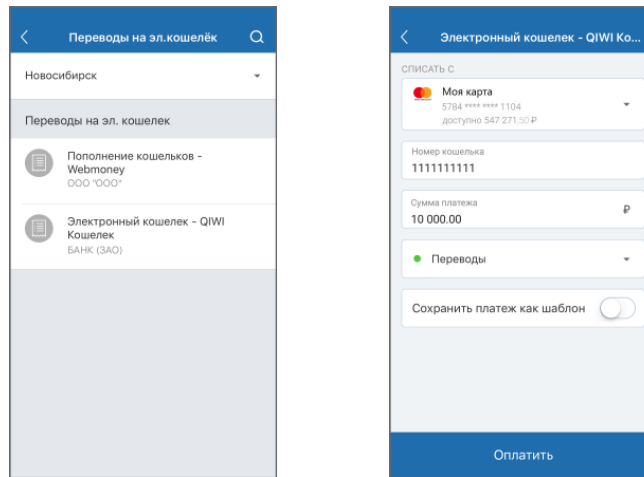 Переводы на эл.кошелёк
Новосибирск
Переводы на эл. кошелек
Пополнение кошельков -
Webmoney
ООО "ООО"
Электронный кошелек - QIWI
Кошелек
БАНК (ЗАО)
Электронный кошелек - QIWI Ко...
СПИСАТЬ С
Моя карта
5784 **** **** 1104
доступно 547 271,50 ₽
Номер кошелька
1111111111
Сумма платежа
10 000.00 ₽
Переводы
Сохранить платеж как шаблон
Оплатить